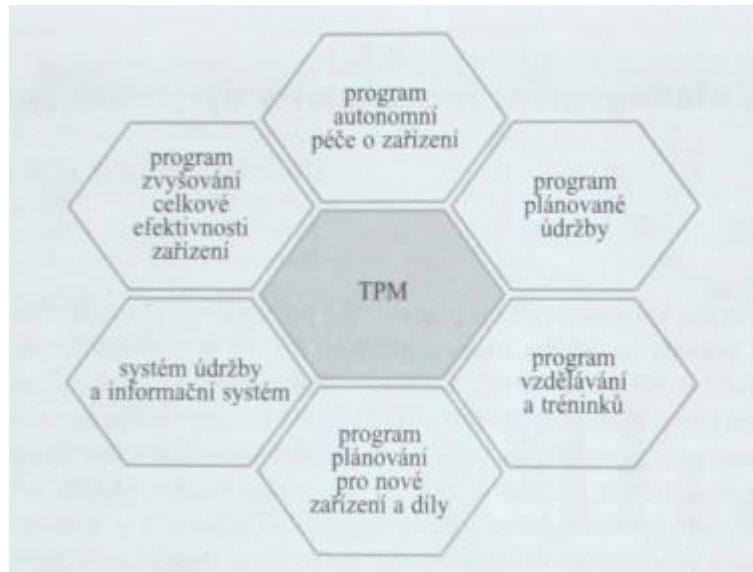 program
autonomní
péče o zařízení
program
zvyšování
celkové
efektivnosti
zařízení
program
plánované
údržby
TPM
systém údržby
a informační systém
program
vzdělávání
a tréninků
program
plánování
pro nové
zařízení a díly